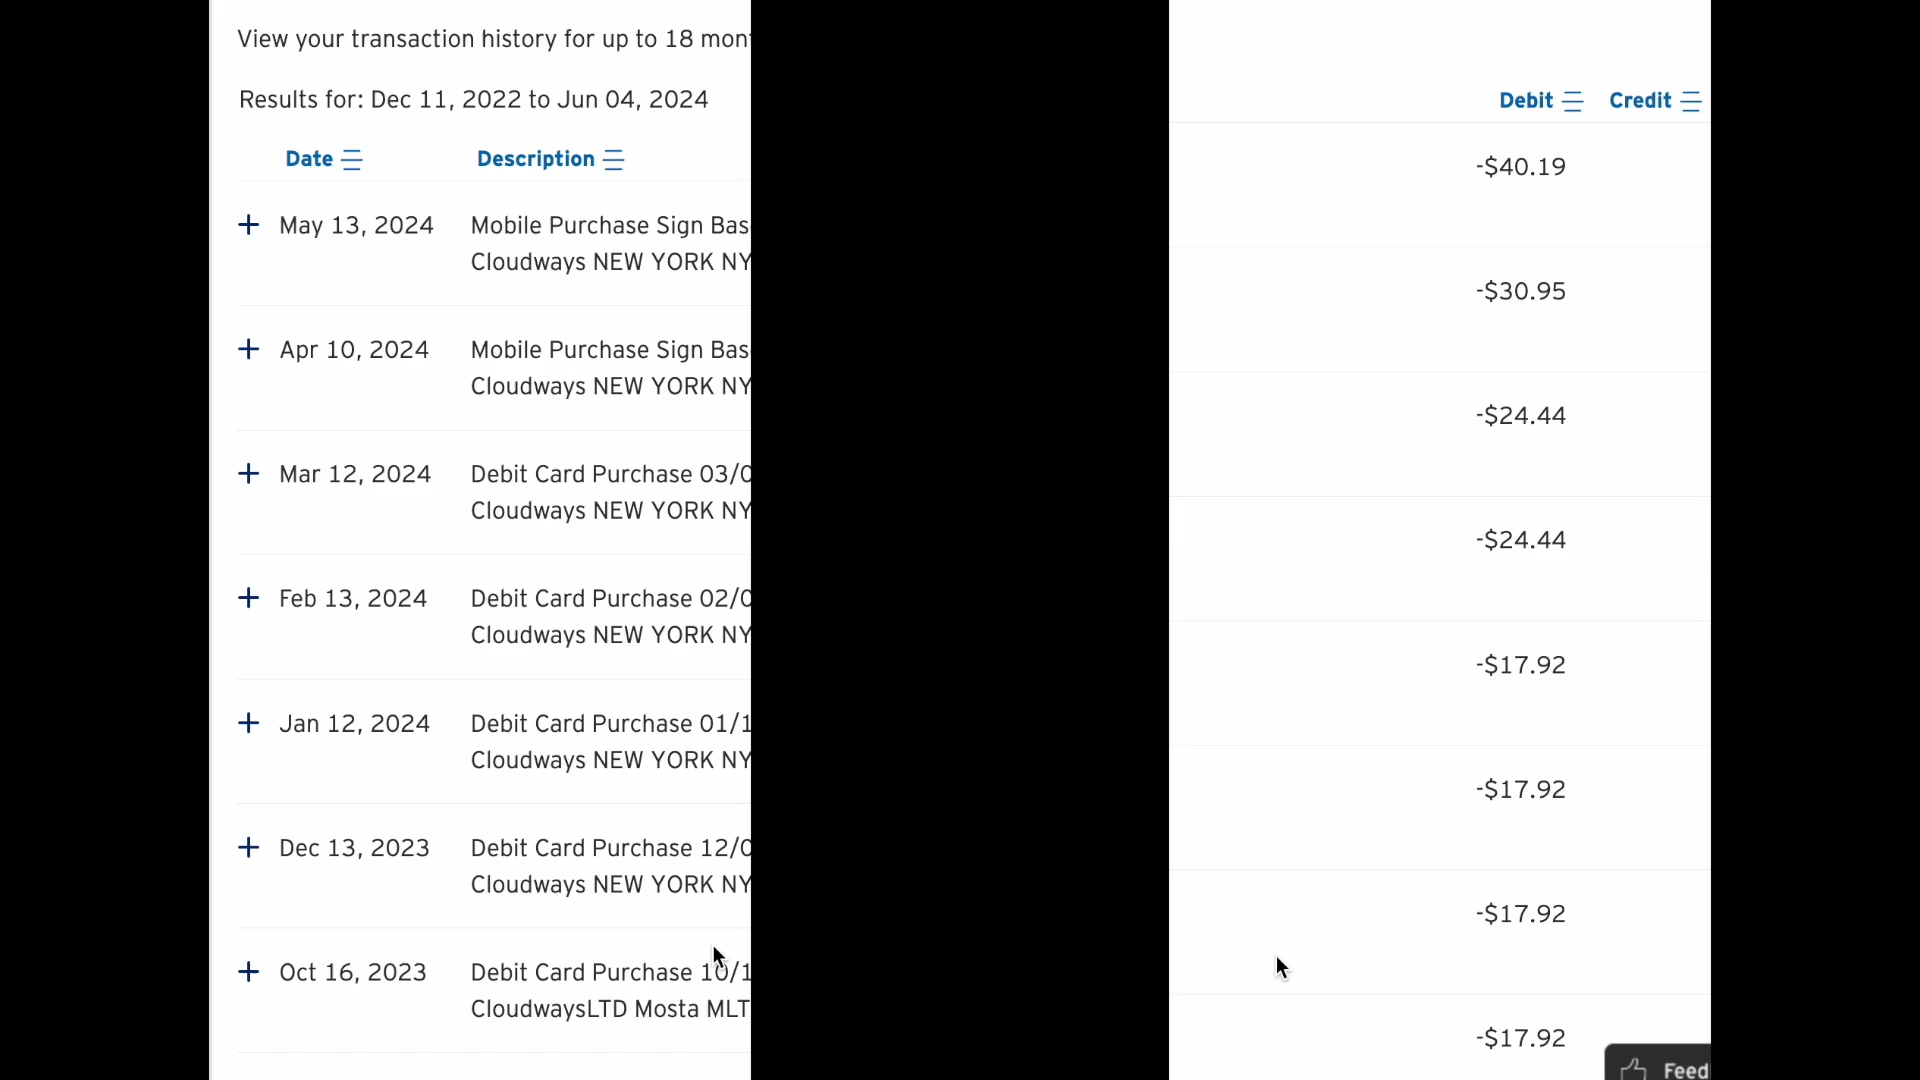 View your transaction history for up to 18
Results for: Dec 11, 2022 to Jun 04, 2024
Date
Description
May 13, 2024
Mobile Purchase Sign
Cloudways NEW YORK NY
Apr 10, 2024
Mobile Purchase Sign
Cloudways NEW YORK NY
Mar 12, 2024
Debit Card Purchase 03/0
Cloudways NEW YORK NY
Feb 13, 2024
Debit Card Purchase 02/0
Cloudways NEW YORK NY
Jan 12, 2024
Debit Card Purchase 01/1
Cloudways NEW YORK NY
Dec 13, 2023
Debit Card Purchase 12/0
Cloudways NEW YORK NY
Oct 16, 2023
Debit Card Purchase 10/1
CloudwaysLTD Mosta MLT
Debit
Credit
-$40.19
-$30.95
-$24.44
-$24.44
-$17.92
-$17.92
-$17.92
-$17.92
Feed